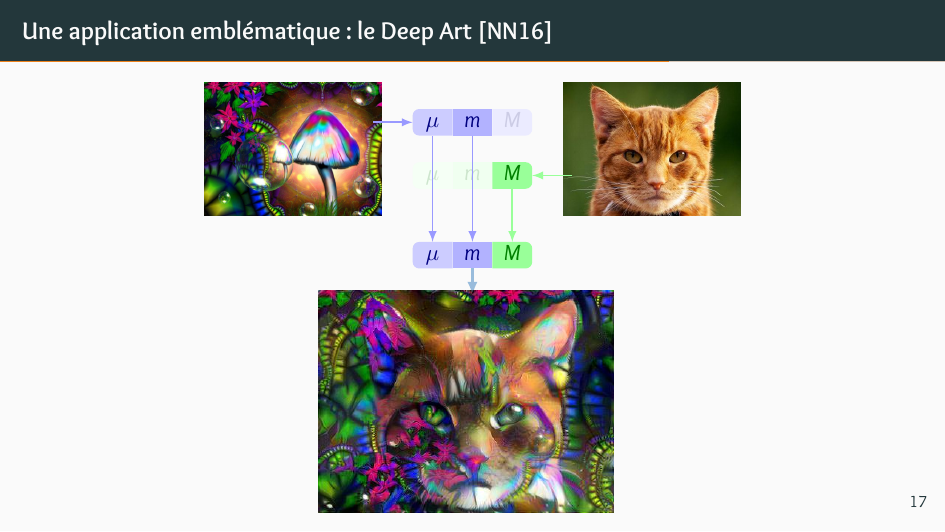 Une application emblématique : le Deep Art [NN16]
μ m M
μ m M
μ m M
17